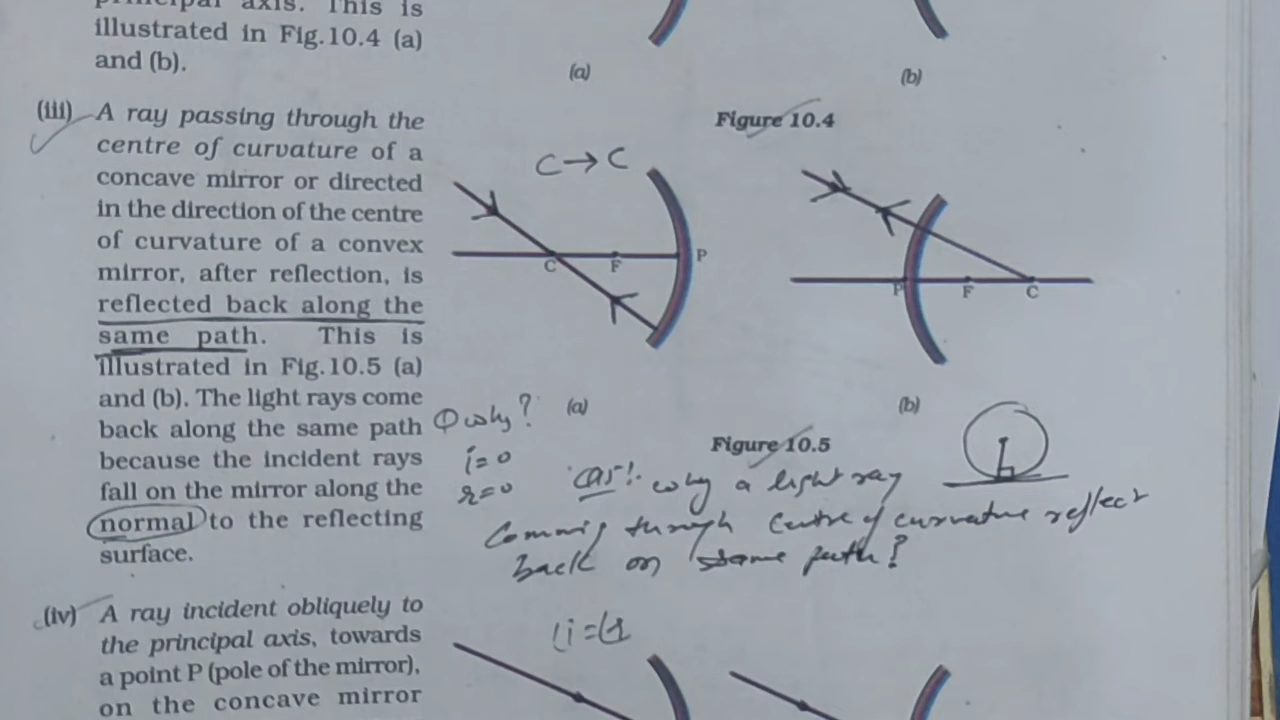 principal axis. This is
illustrated in Fig.10.4 (a)
and (b).
(a)
(b)
Figure 10.4
(iii) A ray passing through the
centre of curvature of a
concave mirror or directed
in the direction of the centre
of curvature of a convex
mirror, after reflection, is
reflected back along the
same path. This is
illustrated in Fig.10.5 (a)
and (b). The light rays come
back along the same path
because the incident rays
fall on the mirror along the
normal to the reflecting
surface.
C→C
C F P
P F C
(a)
(b)
Figure 10.5
why?
i=0
r=0
why a light ray
through centre of curvature reflect
back on same path?
(iv) A ray incident obliquely to
the principal axis, towards
a point P (pole of the mirror),
on the concave mirror